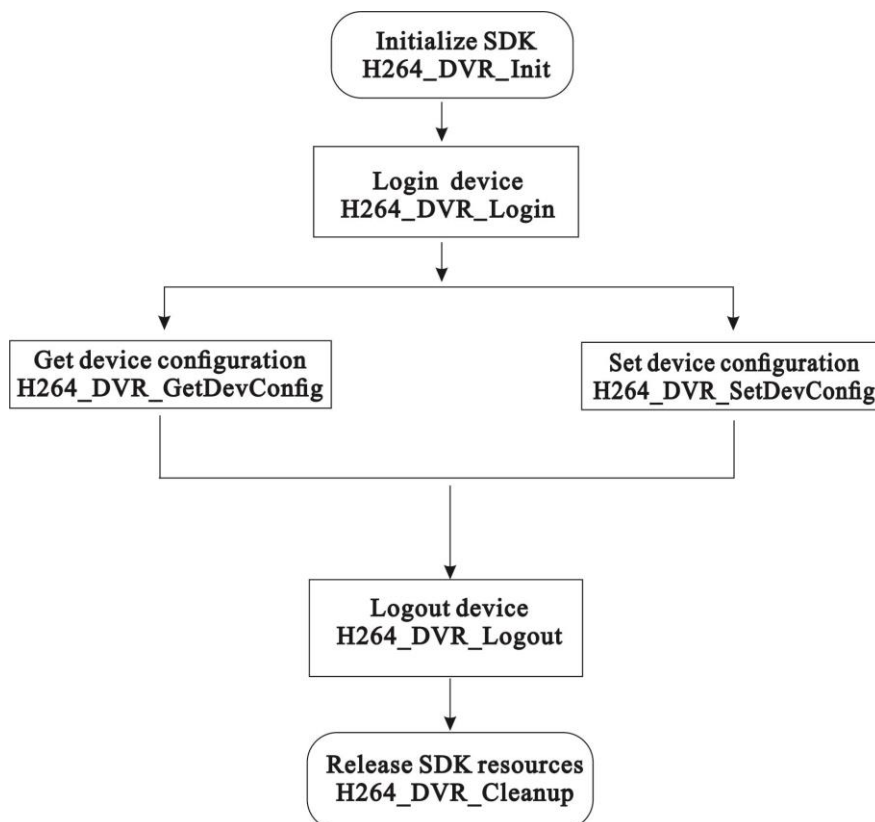 Initialize SDK
H264_DVR_Init
Login device
H264_DVR_Login
Get device configuration
H264_DVR_GetDevConfig
Set device configuration
H264_DVR_SetDevConfig
Logout device
H264_DVR_Logout
Release SDK resources
H264_DVR_Cleanup